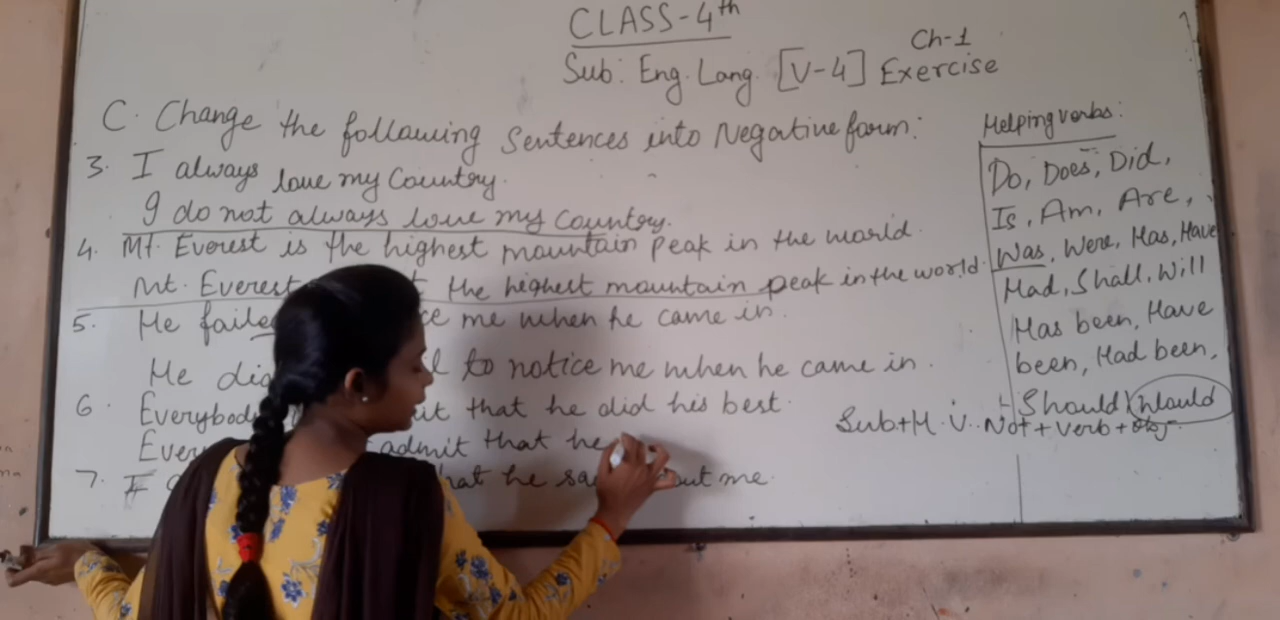 CLASS-4th
Sub: Eng. Lang. [V-4] Ch-1 Exercise
C. Change the following Sentences into Negative form:
3. I always love my Country.
I do not always love my Country.
4. Mt. Everest is the highest mountain peak in the world.
Mt. Everest the highest mountain peak in the world.
5. He me when he came in.
He to notice me when he came in.
6. that he did his best.
admit that he
7. I he me.
Helping verbs:
Do, Does, Did,
Is, Am, Are,
Was, Were, Has, Have
Had, Shall, Will
Has been, Have
been, Had been,
Should, Would
Sub+H.V.. Not+Verb+Obj.